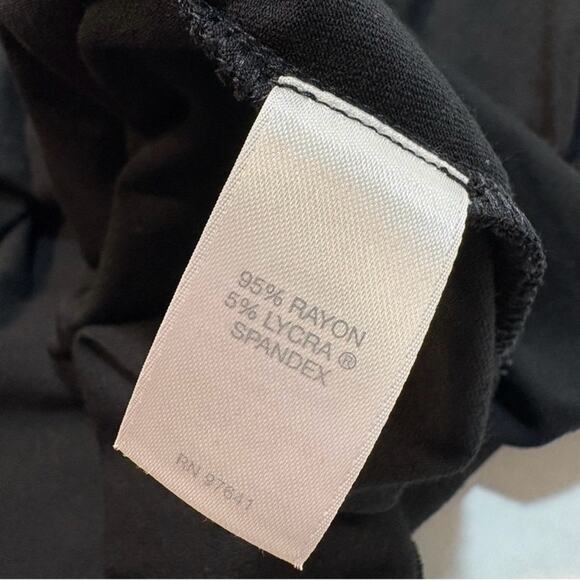 95% RAYON
5% LYCRA ®
SPANDEX
RN 97641